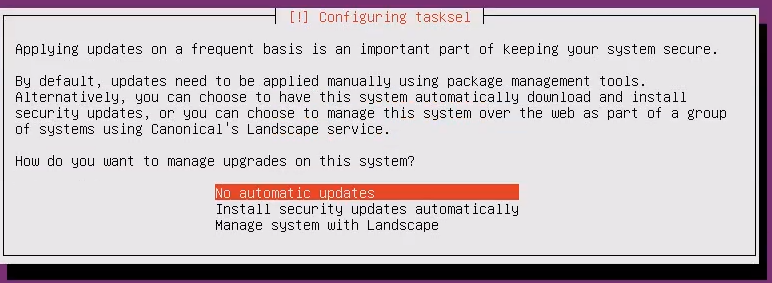 [!] Configuring tasksel
Applying updates on a frequent basis is an important part of keeping your system secure.
By default, updates need to be applied manually using package management tools.
Alternatively, you can choose to have this system automatically download and install
security updates, or you can choose to manage this system over the web as part of a group
of systems using Canonical's Landscape service.
How do you want to manage upgrades on this system?
No automatic updates
Install security updates automatically
Manage system with Landscape